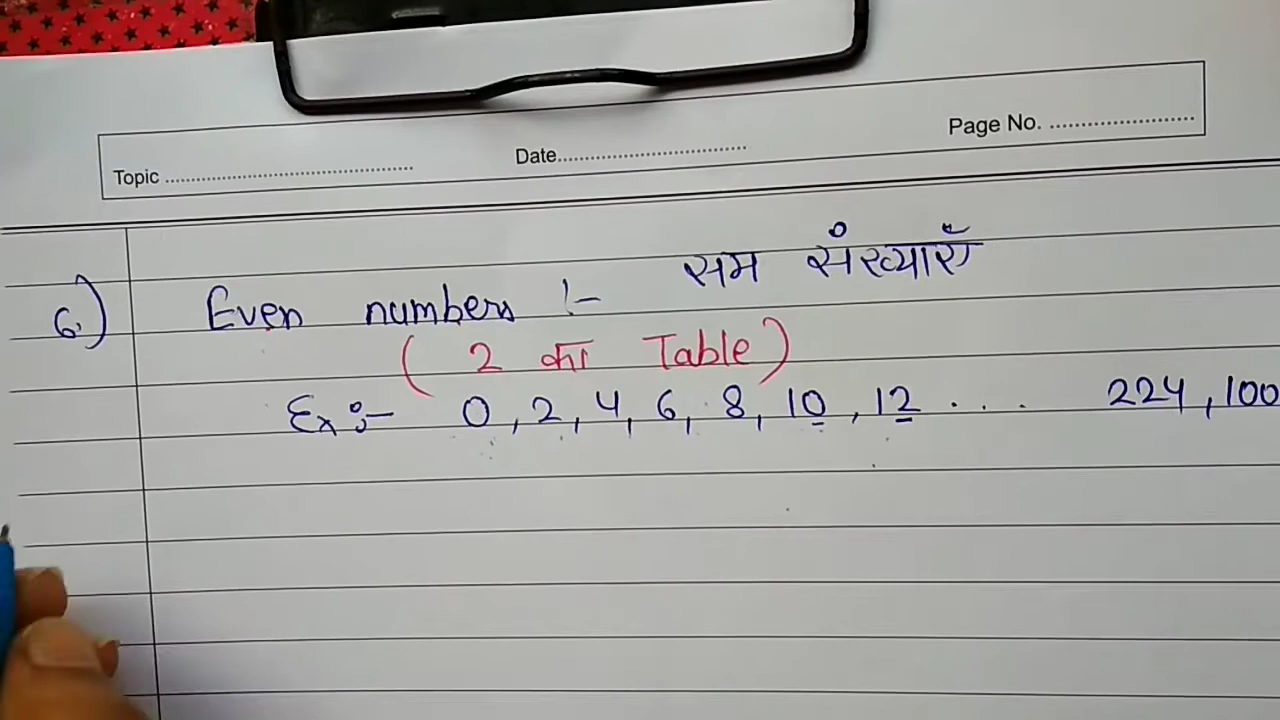 Topic ............................................. Date.................................. Page No. ........................
6.) Even numbers :- सम संख्याएँ
( 2 का Table )
Ex :- 0, 2, 4, 6, 8, 10, 12 ... 224, 100